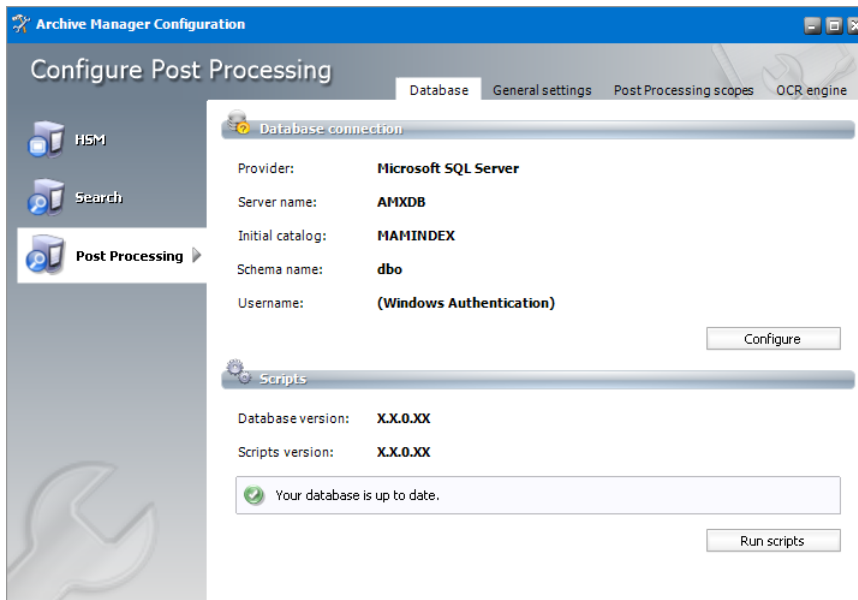 Archive Manager Configuration
Configure Post Processing
Database General settings Post Processing scopes OCR engine
HSM
Search
Post Processing
Database connection
Provider: Microsoft SQL Server
Server name: AMXDB
Initial catalog: MAMINDEX
Schema name: dbo
Username: (Windows Authentication)
Configure
Scripts
Database version: X.X.0.XX
Scripts version: X.X.0.XX
Your database is up to date.
Run scripts